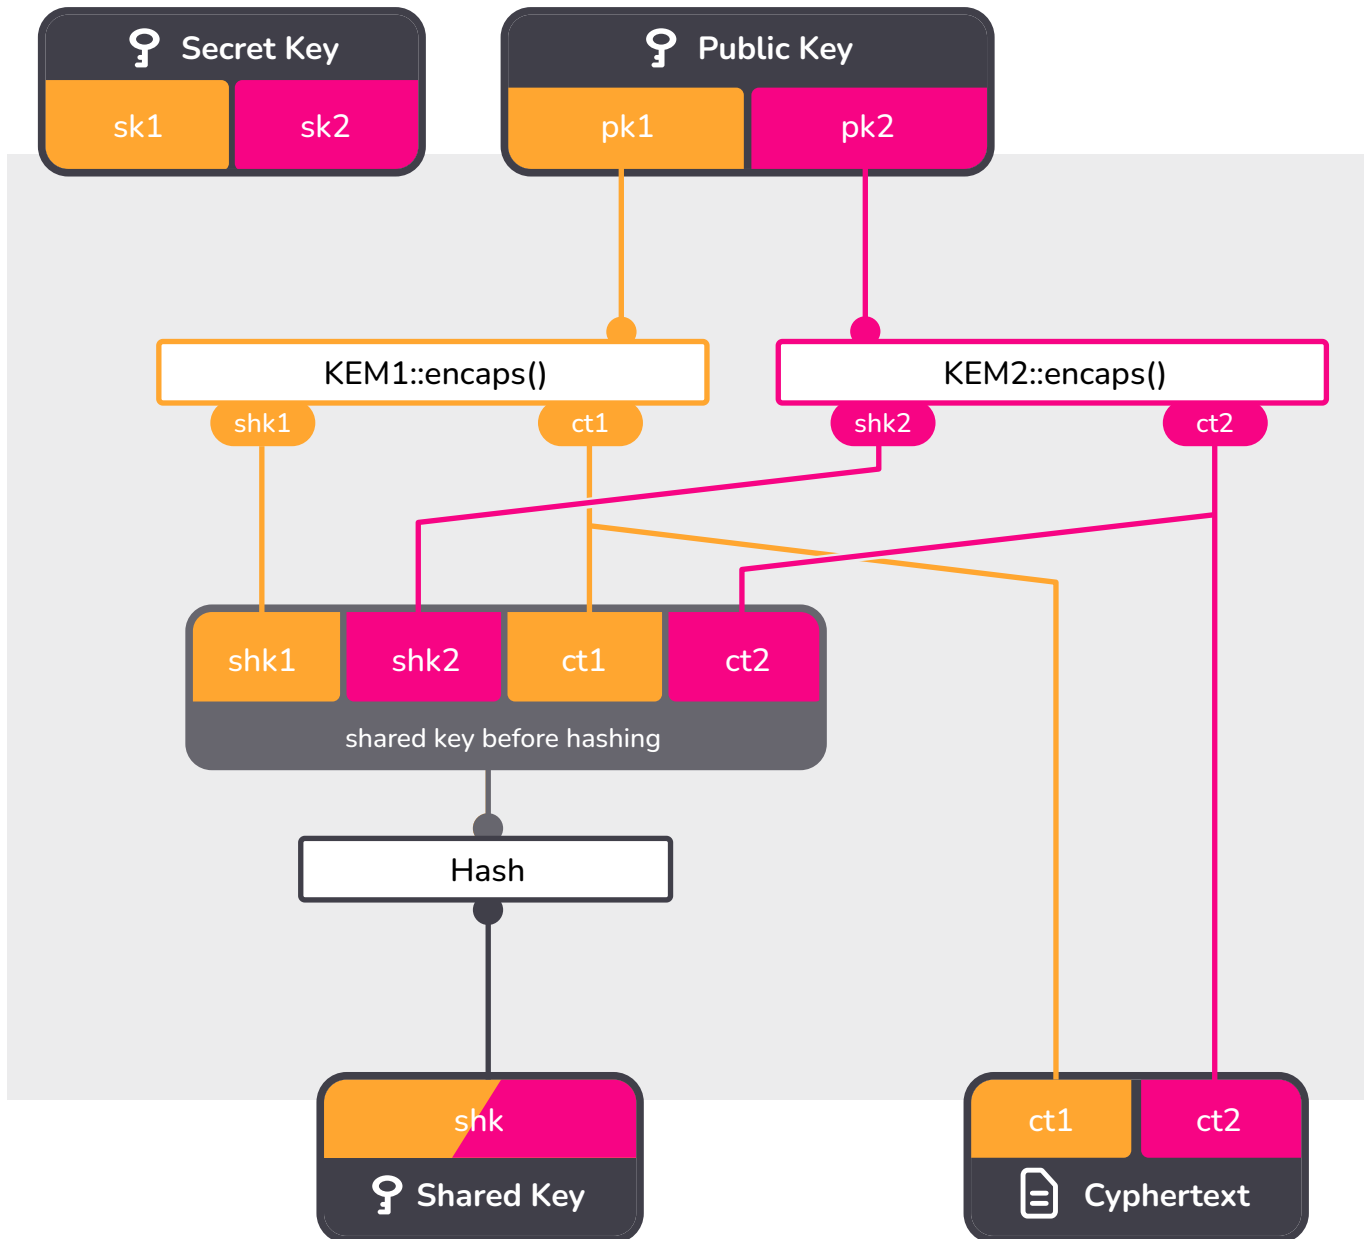 Secret Key
Public Key
sk1
sk2
pk1
pk2
KEM1::encaps()
KEM2::encaps()
shk1
ct1
shk2
ct2
shk1
shk2
ct1
ct2
shared key before hashing
Hash
shk
Shared Key
ct1
ct2
Cyphertext